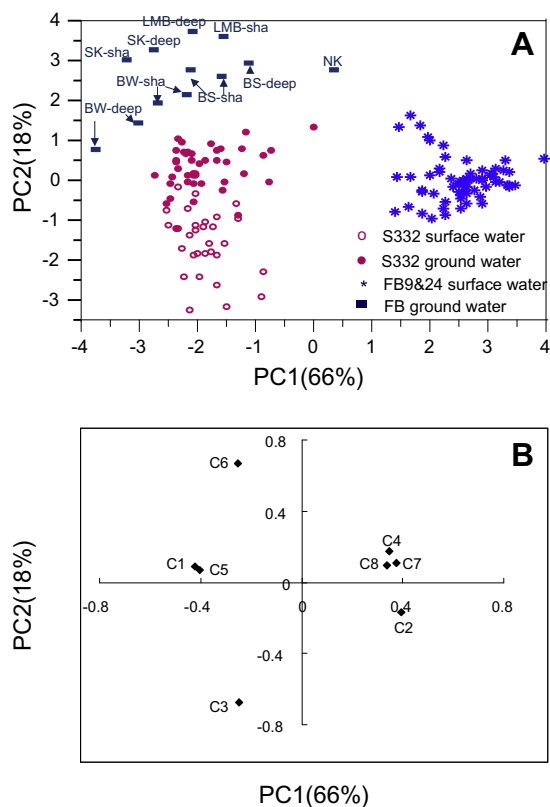 A
PC2(18%)
4
3
2
1
0
-1
-2
-3
LMB-deep
LMB-sha
SK-deep
SK-sha
NK
BW-sha
BS-deep
BS-sha
BW-deep
S332 surface water
S332 ground water
FB9&24 surface water
FB ground water
-4 -3 -2 -1 0 1 2 3 4
PC1(66%)
B
PC2(18%)
0.8
C6
0.4
C4
C1 C5 C8 C7
0
-0.8 -0.4 0 0.4 0.8
C2
-0.4
C3
-0.8
PC1(66%)